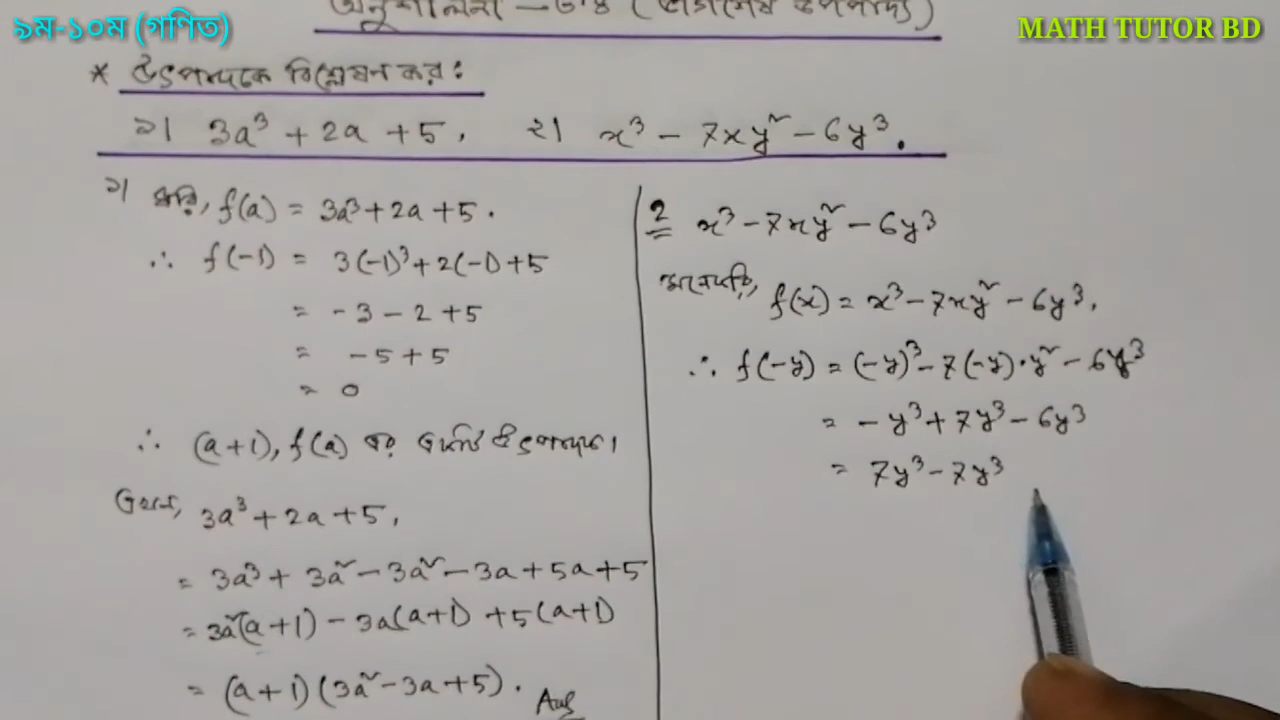 ৯ম-১০ম (গণিত)
MATH TUTOR BD
* উৎপাদকে বিশ্লেষন কর:
১। 3a³ + 2a + 5, ২। x³ - 7xy² - 6y³.
১। ধরি, f(a) = 3a³ + 2a + 5.
∴ f(-1) = 3(-1)³ + 2(-1) + 5
= -3 - 2 + 5
= -5 + 5
= 0
∴ (a+1), f(a) এর একটি উৎপাদক।
এখন, 3a³ + 2a + 5,
= 3a³ + 3a² - 3a² - 3a + 5a + 5
= 3a²(a+1) - 3a(a+1) + 5(a+1)
= (a+1)(3a² - 3a + 5). Ans
2 x³ - 7xy² - 6y³
মনেকরি, f(x) = x³ - 7xy² - 6y³,
∴ f(-y) = (-y)³ - 7(-y)·y² - 6y³
= -y³ + 7y³ - 6y³
= 7y³ - 7y³